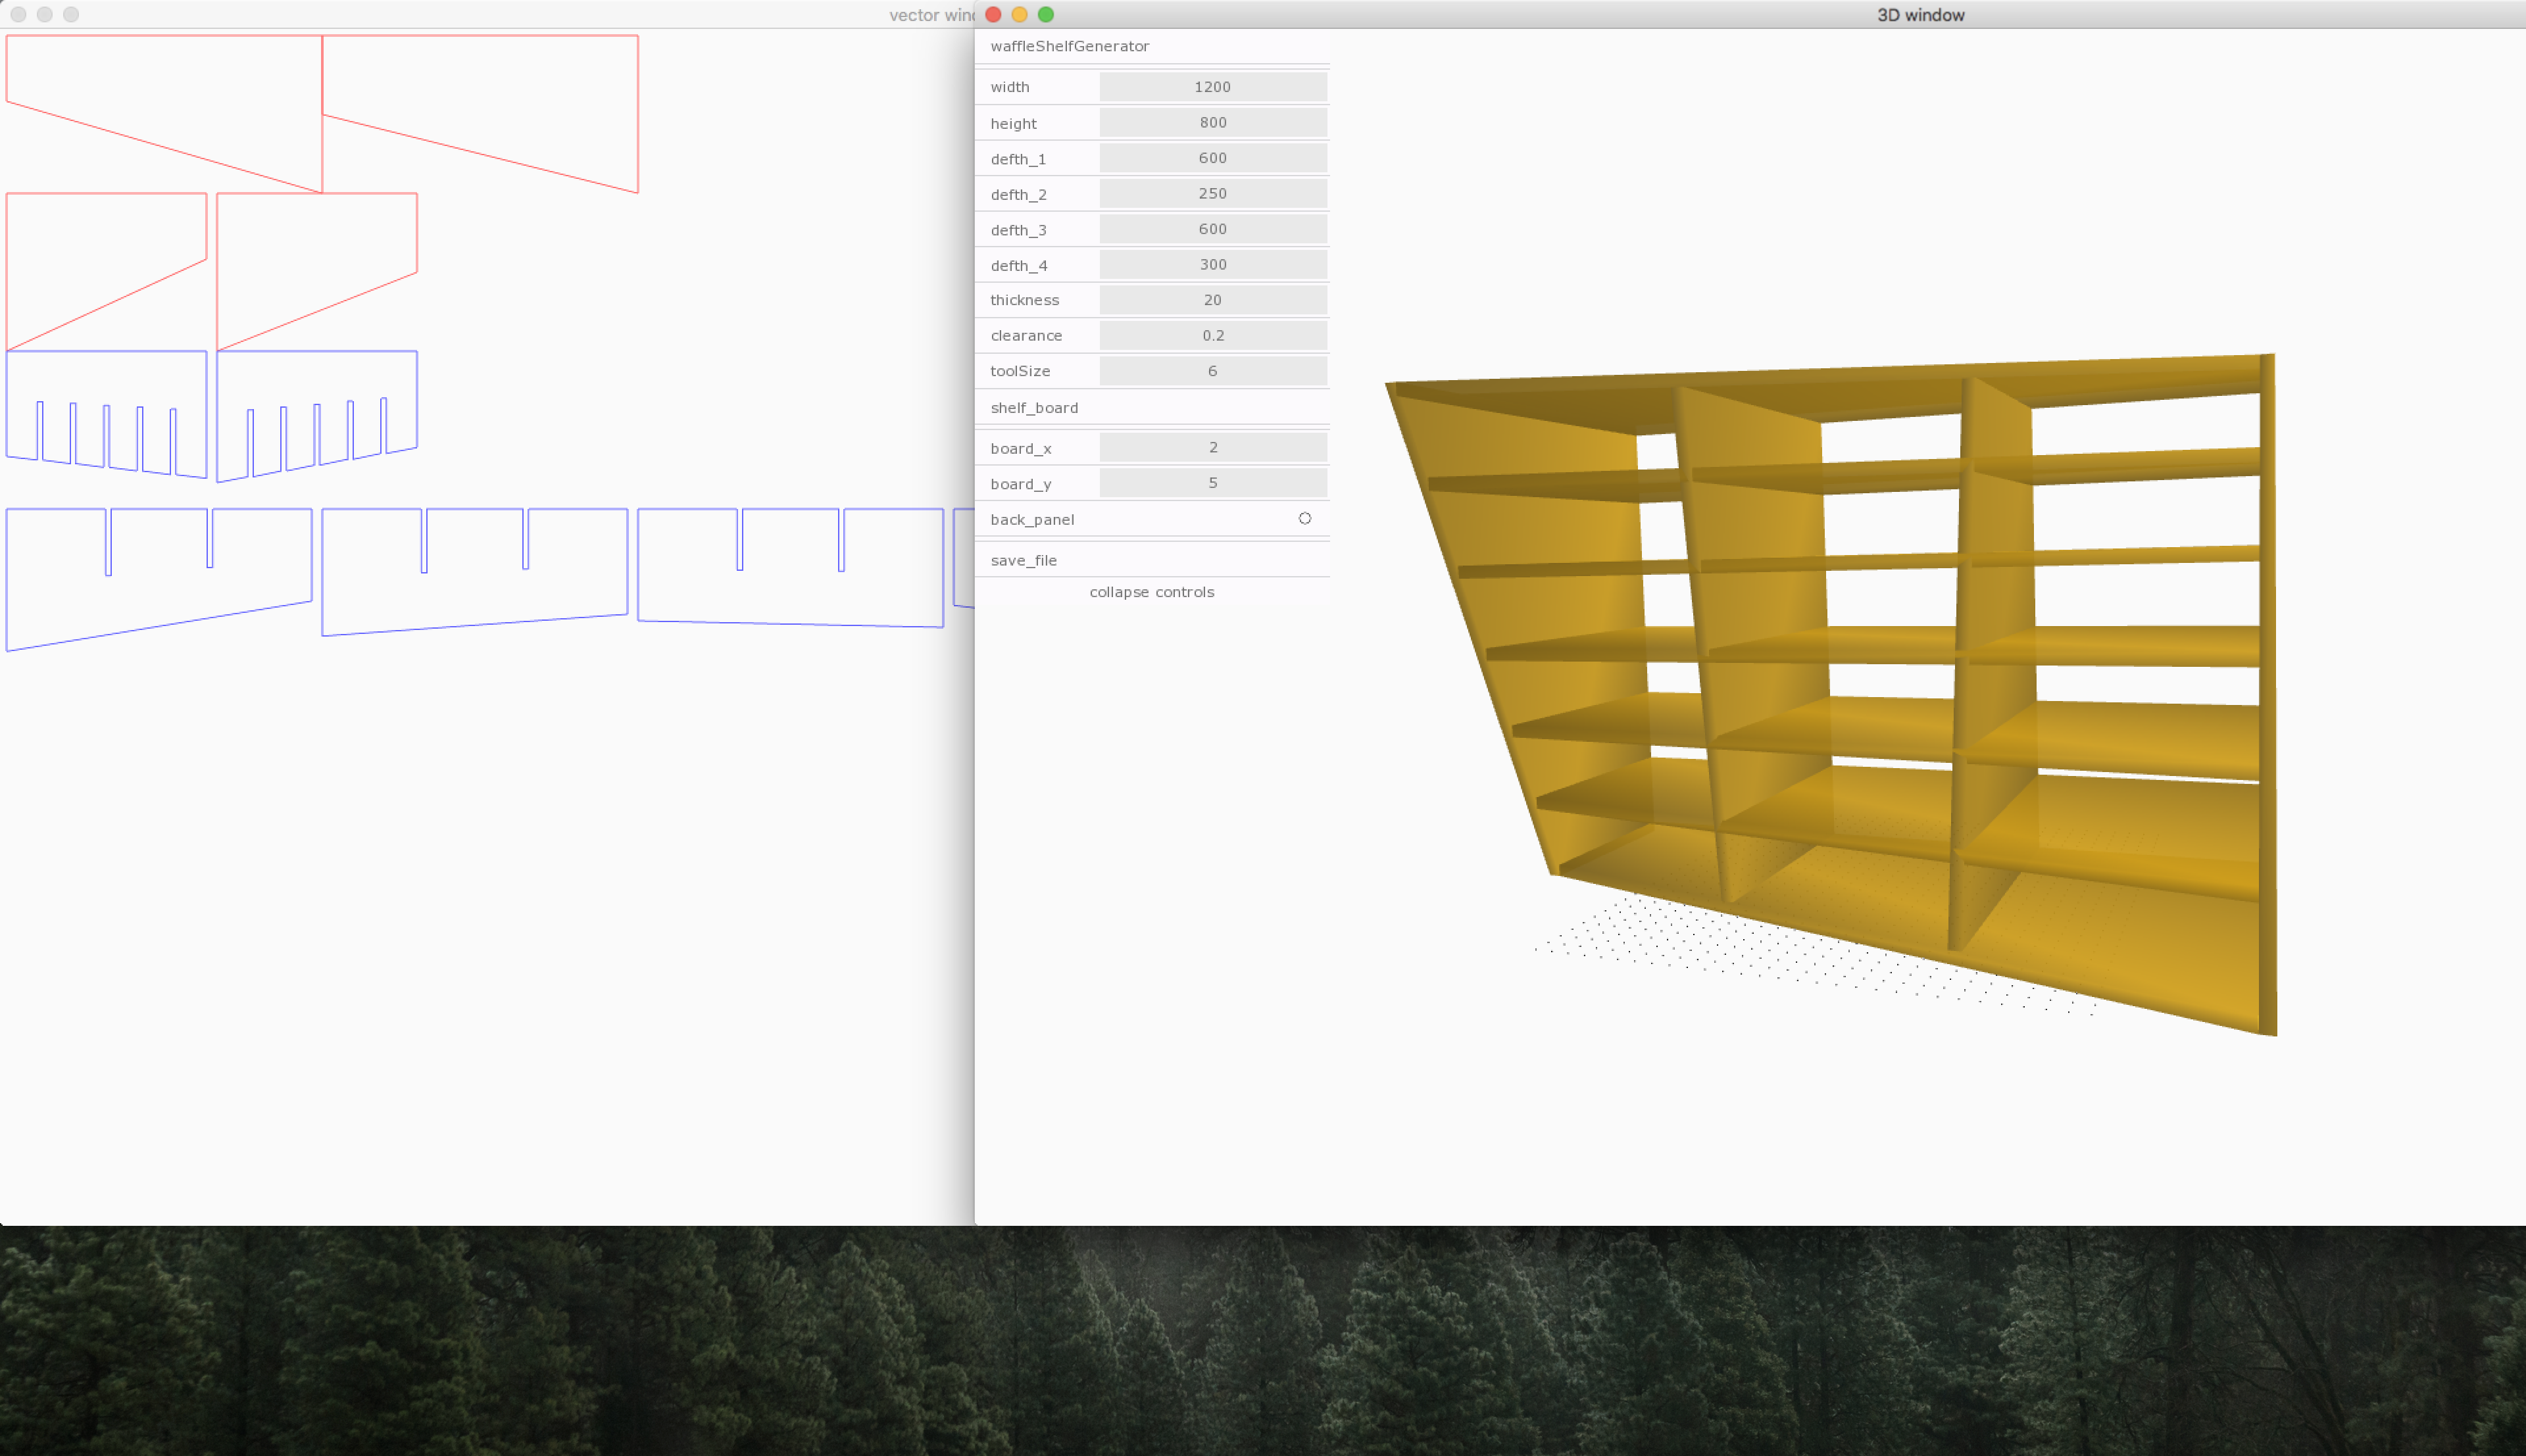 vector wind
3D window
waffleShelfGenerator
width 1200
height 800
defth_1 600
defth_2 250
defth_3 600
defth_4 300
thickness 20
clearance 0.2
toolSize 6
shelf_board
board_x 2
board_y 5
back_panel
save_file
collapse controls